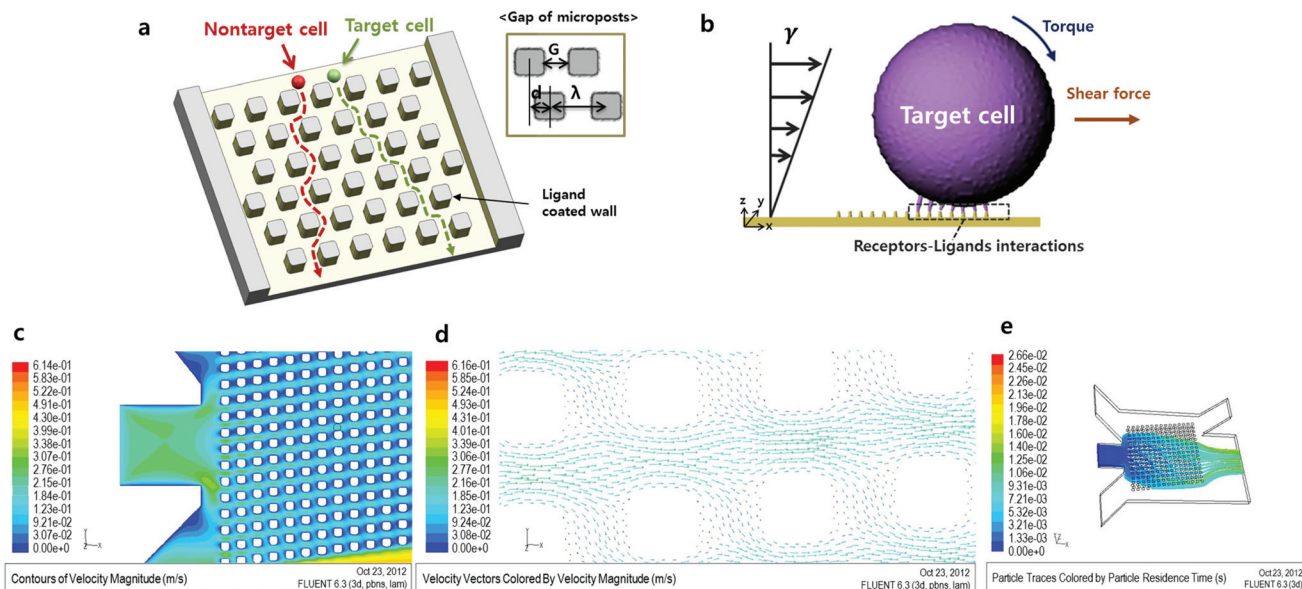 a
Nontarget cell
Target cell
<Gap of microposts>
G
d
λ
Ligand
coated wall
b
γ
Torque
Shear force
Target cell
z
y
x
Receptors-Ligands interactions
c
6.14e-01
5.83e-01
5.22e-01
4.91e-01
4.30e-01
3.99e-01
3.38e-01
3.07e-01
2.76e-01
2.15e-01
1.84e-01
1.23e-01
9.21e-02
3.07e-02
0.00e+0
Y
Z
X
Contours of Velocity Magnitude (m/s)
Oct 23, 2012
FLUENT 6.3 (3d, pbns, lam)
d
6.16e-01
5.85e-01
5.24e-01
4.93e-01
4.31e-01
4.01e-01
3.39e-01
3.06e-01
2.77e-01
2.16e-01
1.85e-01
1.23e-01
9.24e-02
3.08e-02
0.00e+0
Y
Z
X
Velocity Vectors Colored By Velocity Magnitude (m/s)
Oct 23, 2012
FLUENT 6.3 (3d, pbns, lam)
e
2.66e-02
2.45e-02
2.26e-02
2.13e-02
1.96e-02
1.78e-02
1.60e-02
1.40e-02
1.25e-02
1.06e-02
9.31e-03
7.19e-03
5.32e-03
3.21e-03
1.33e-03
0.00e+0
Y
Z
X
Particle Traces Colored by Particle Residence Time (s)
Oct 23, 2012
FLUENT 6.3 (3d)